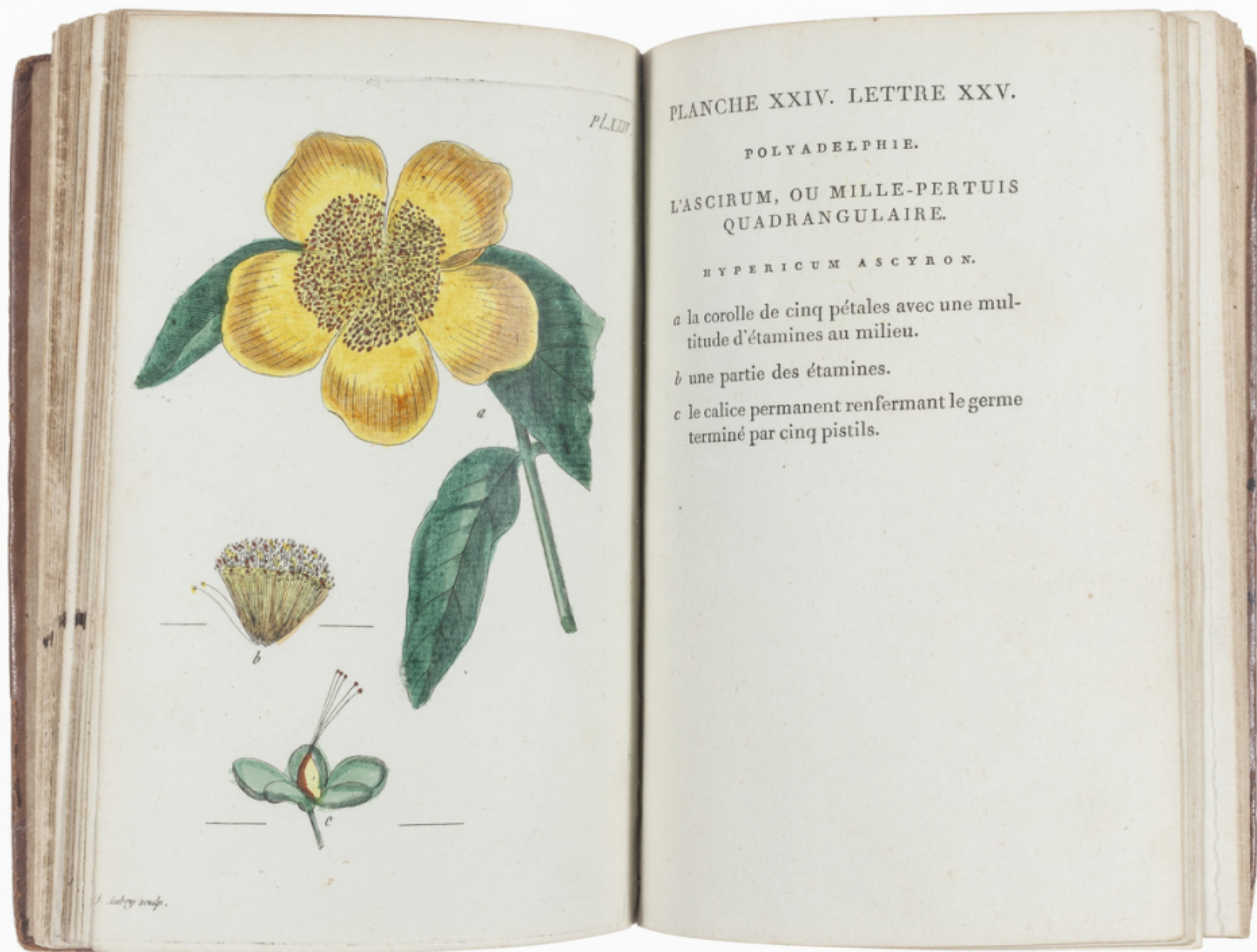 Pl.XXIV.
a
b
c
J. Aubry sculp.
PLANCHE XXIV. LETTRE XXV.
POLYADELPHIE.
L'ASCIRUM, OU MILLE-PERTUIS
QUADRANGULAIRE.
HYPERICUM ASCYRON.
a la corolle de cinq pétales avec une mul-
titude d'étamines au milieu.
b une partie des étamines.
c le calice permanent renfermant le germe
terminé par cinq pistils.